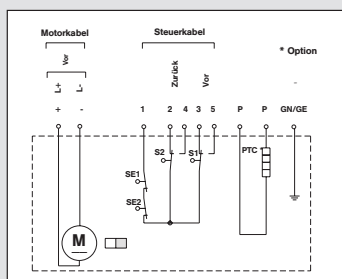 Motorkabel Steuerkabel
* Option
Vor
Zurück Vor
L+ L- -
+ - 1 2 4 3 5 P P GN/GE
S2 S1 PTC *
SE1
SE2
M